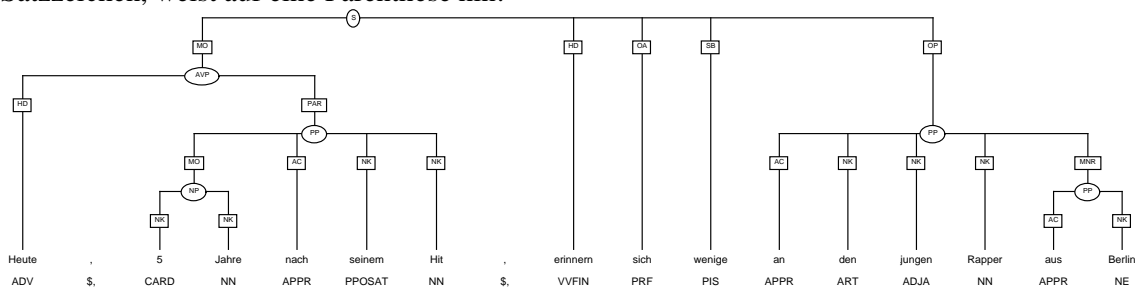 Satzzeichen, weist auf eine Parenthese hin:
S
MO HD OA SB OP
AVP
HD PAR
PP PP
MO AC NK NK AC NK NK NK MNR
NP PP
NK NK AC NK
Heute , 5 Jahre nach seinem Hit , erinnern sich wenige an den jungen Rapper aus Berlin
ADV $, CARD NN APPR PPOSAT NN $, VVFIN PRF PIS APPR ART ADJA NN APPR NE